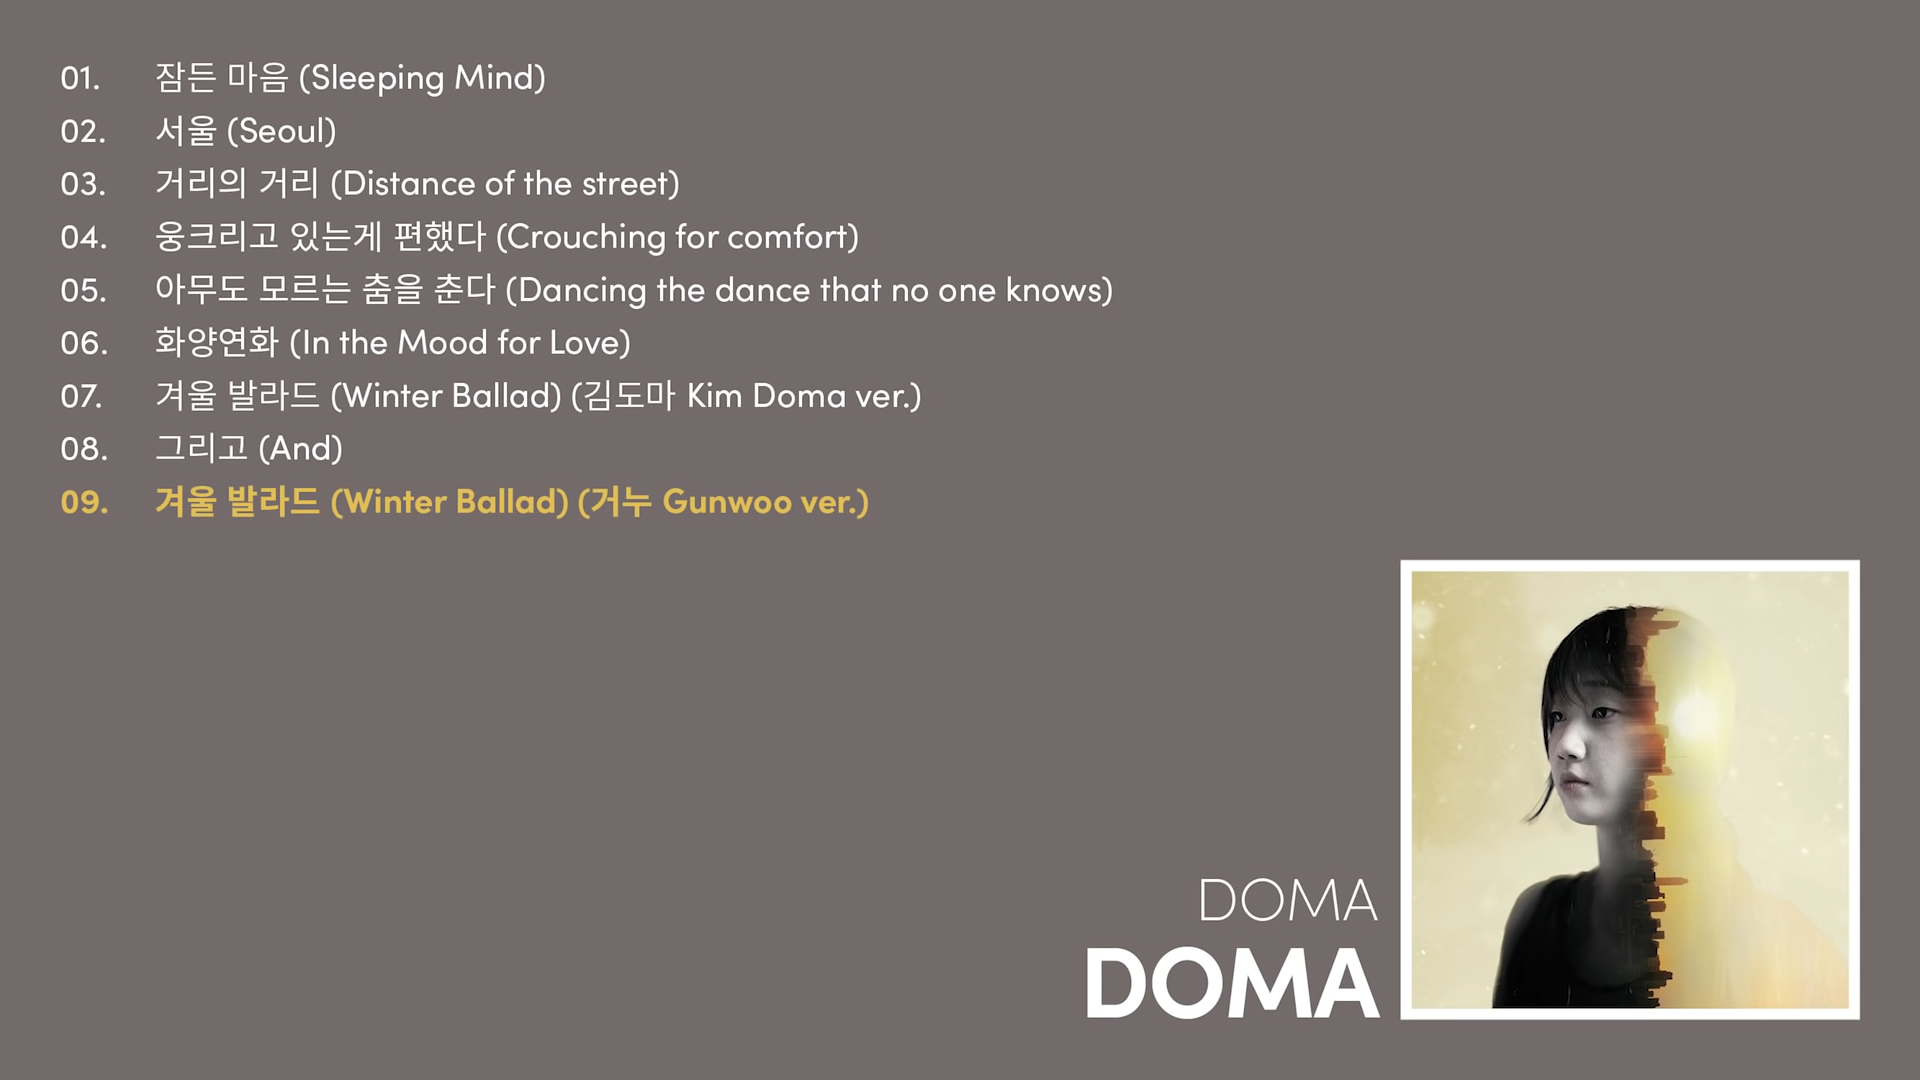 01. 잠든 마음 (Sleeping Mind)
02. 서울 (Seoul)
03. 거리의 거리 (Distance of the street)
04. 웅크리고 있는게 편했다 (Crouching for comfort)
05. 아무도 모르는 춤을 춘다 (Dancing the dance that no one knows)
06. 화양연화 (In the Mood for Love)
07. 겨울 발라드 (Winter Ballad) (김도마 Kim Doma ver.)
08. 그리고 (And)
09. 겨울 발라드 (Winter Ballad) (거누 Gunwoo ver.)
DOMA
DOMA